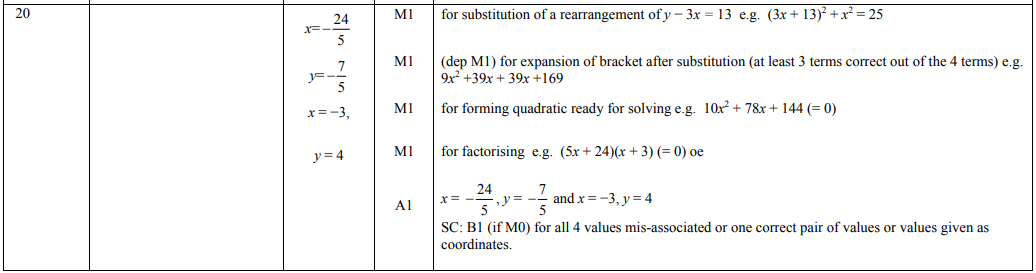 20
x = −24/5
y = −7/5
x = −3,
y = 4
M1 for substitution of a rearrangement of y − 3x = 13 e.g. (3x + 13)² + x² = 25
M1 (dep M1) for expansion of bracket after substitution (at least 3 terms correct out of the 4 terms) e.g.
9x² +39x + 39x +169
M1 for forming quadratic ready for solving e.g. 10x² + 78x + 144 (= 0)
M1 for factorising e.g. (5x + 24)(x + 3) (= 0) oe
A1 x = −24/5 , y = −7/5 and x = −3, y = 4
SC: B1 (if M0) for all 4 values mis-associated or one correct pair of values or values given as
coordinates.